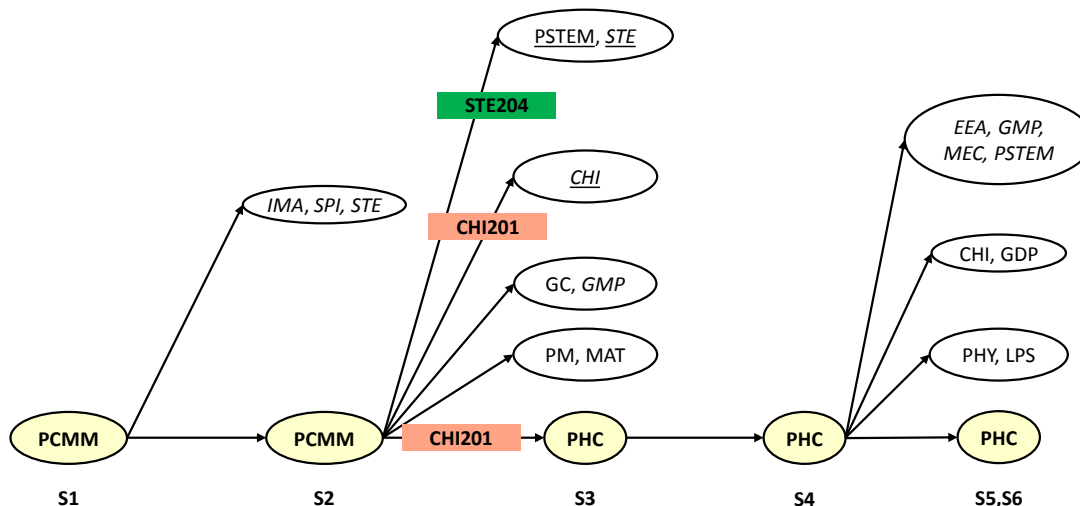 PSTEM, STE
STE204
EEA, GMP,
MEC, PSTEM
CHI
IMA, SPI, STE
CHI201
CHI, GDP
GC, GMP
PM, MAT
PHY, LPS
PCMM
PCMM
CHI201
PHC
PHC
PHC
S1
S2
S3
S4
S5,S6